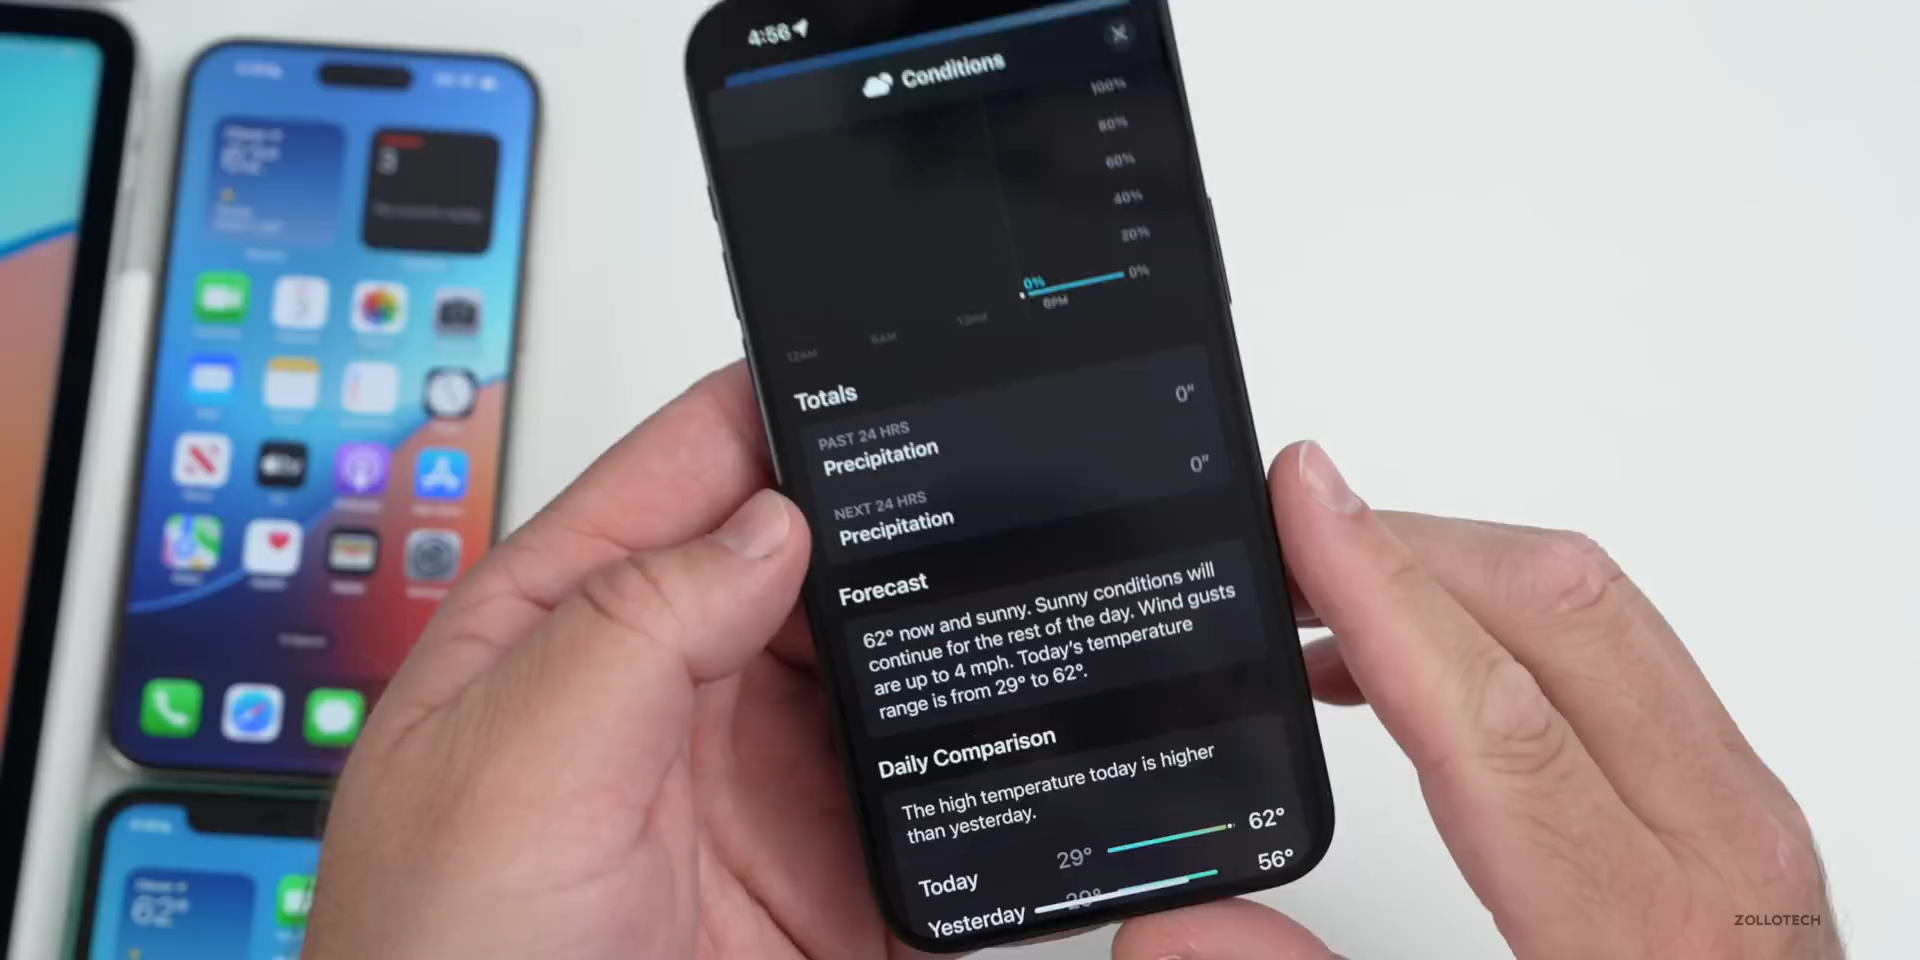 4:56
Conditions
100%
80%
60%
40%
20%
0%
0%
6PM
12PM
6AM
12AM
Totals
PAST 24 HRS
Precipitation
0"
NEXT 24 HRS
Precipitation
0"
Forecast
62° now and sunny. Sunny conditions will
continue for the rest of the day. Wind gusts
are up to 4 mph. Today's temperature
range is from 29° to 62°.
Daily Comparison
The high temperature today is higher
than yesterday.
Today 29° 62°
Yesterday 56°
3
62°
ZOLLOTECH